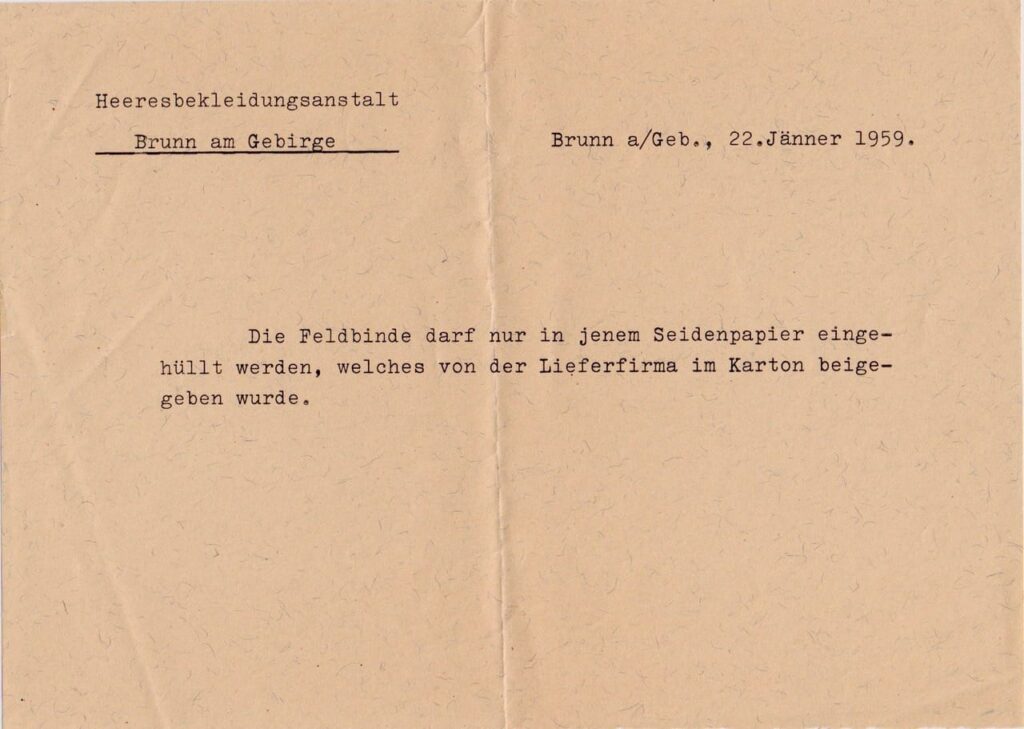 Heeresbekleidungsanstalt
Brunn am Gebirge
Brunn a/Geb., 22.Jänner 1959.
Die Feldbinde darf nur in jenem Seidenpapier einge-
hüllt werden, welches von der Lieferfirma im Karton beige-
geben wurde.